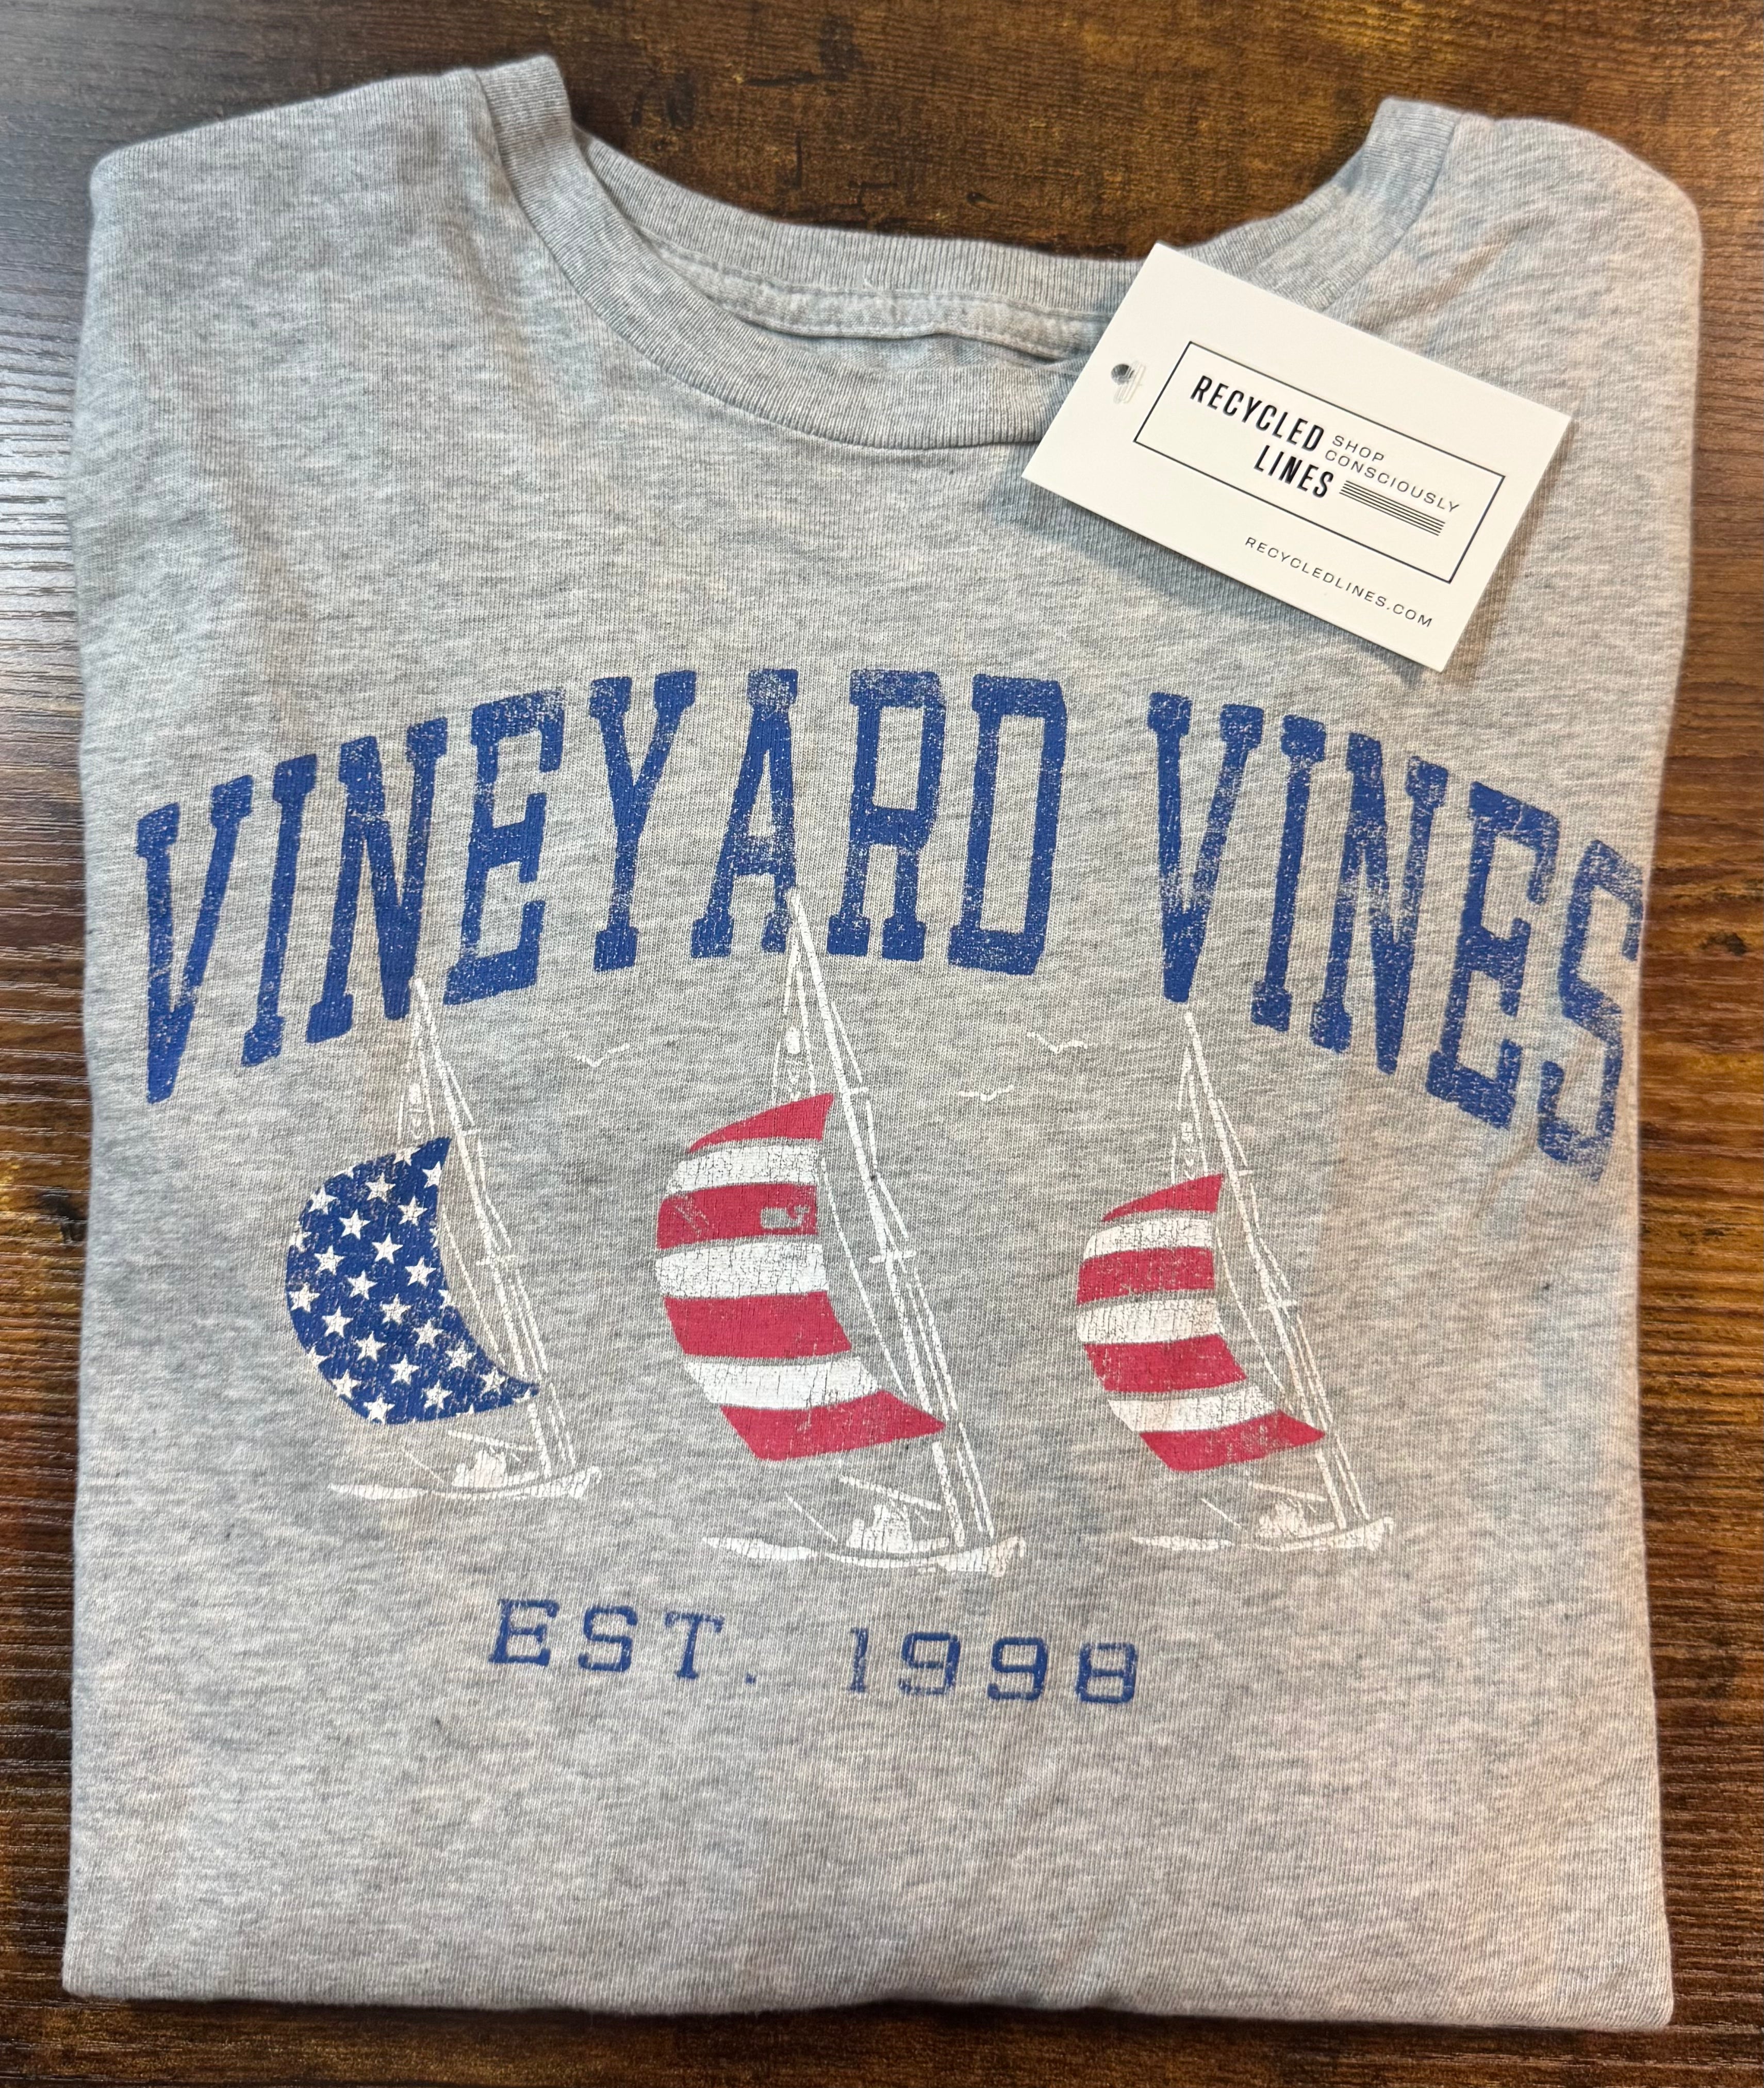 RECYCLED LINES
SHOP CONSCIOUSLY
RECYCLEDLINES.COM
VINEYARD VINES
EST. 1998